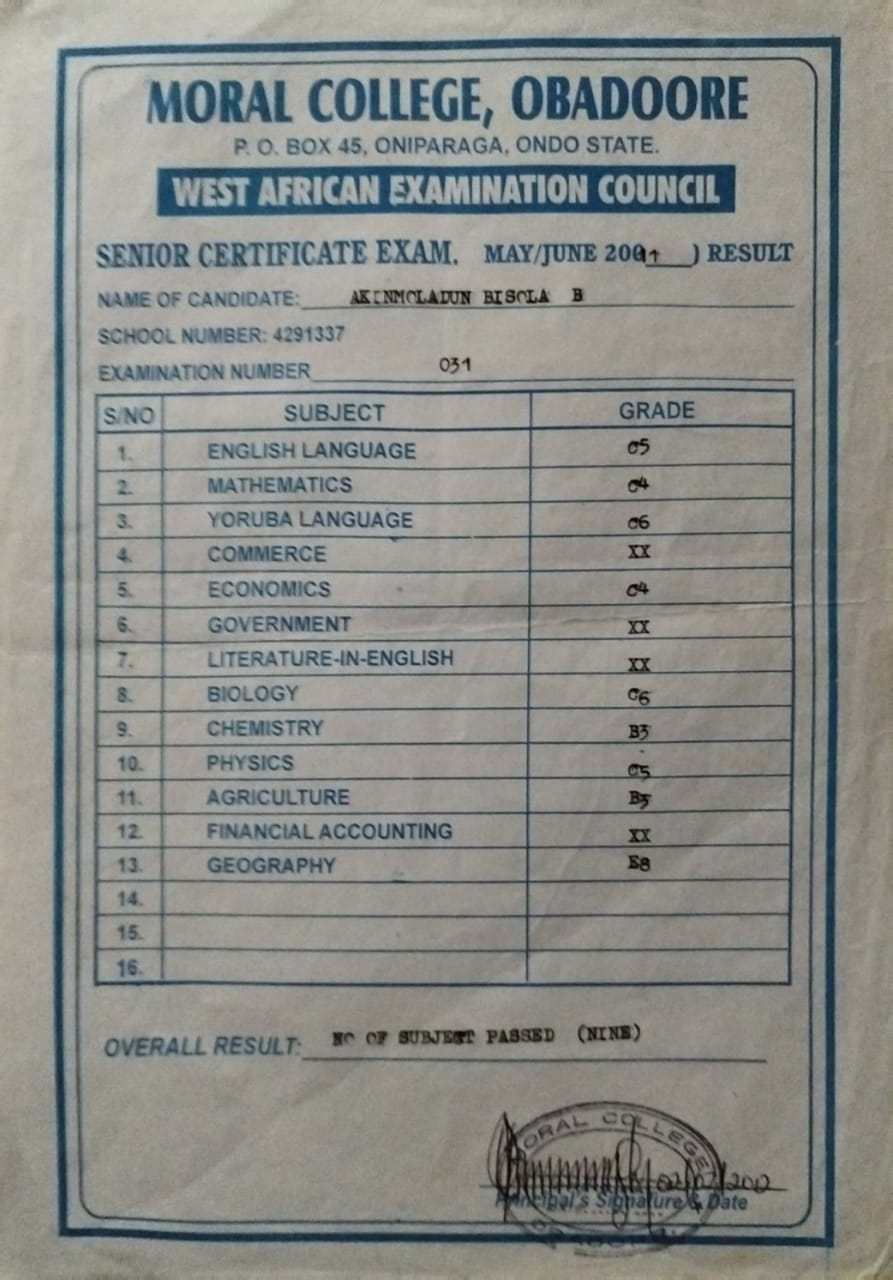 MORAL COLLEGE, OBADOORE
P. O. BOX 45, ONIPARAGA, ONDO STATE.
WEST AFRICAN EXAMINATION COUNCIL
SENIOR CERTIFICATE EXAM. MAY/JUNE ) RESULT
NAME OF CANDIDATE: AKINMOLADUN BISOLA B
SCHOOL NUMBER: 4291337
EXAMINATION NUMBER 031
S/NO SUBJECT GRADE
1. ENGLISH LANGUAGE C5
2. MATHEMATICS C4
3. YORUBA LANGUAGE C6
4. COMMERCE XX
5. ECONOMICS C4
6. GOVERNMENT XX
7. LITERATURE-IN-ENGLISH XX
8. BIOLOGY C6
9. CHEMISTRY B3
10. PHYSICS C5
11. AGRICULTURE B3
12. FINANCIAL ACCOUNTING XX
13. GEOGRAPHY E8
14.
15.
16.
OVERALL RESULT: NO OF SUBJECT PASSED (NINE)
MORAL COLLEGE
Principal's Signature & Date